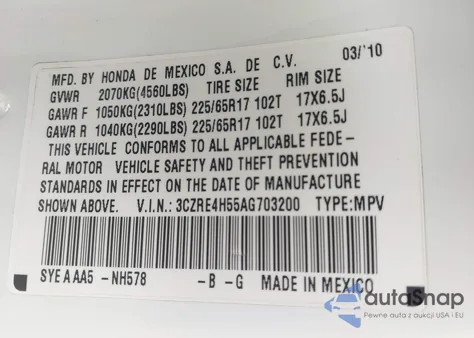 MFD. BY HONDA DE MEXICO S.A. DE C.V. 03/'10
GVWR 2070KG(4560LBS) TIRE SIZE RIM SIZE
GAWR F 1050KG(2310LBS) 225/65R17 102T 17X6.5J
GAWR R 1040KG(2290LBS) 225/65R17 102T 17X6.5J
THIS VEHICLE CONFORMS TO ALL APPLICABLE FEDE-
RAL MOTOR VEHICLE SAFETY AND THEFT PREVENTION
STANDARDS IN EFFECT ON THE DATE OF MANUFACTURE
SHOWN ABOVE. V.I.N.: 3CZRE4H55AG703200 TYPE:MPV
SYE A AA5 -NH578 -B -G MADE IN MEXICO
autoSnap
Pewne auta z aukcji USA i EU